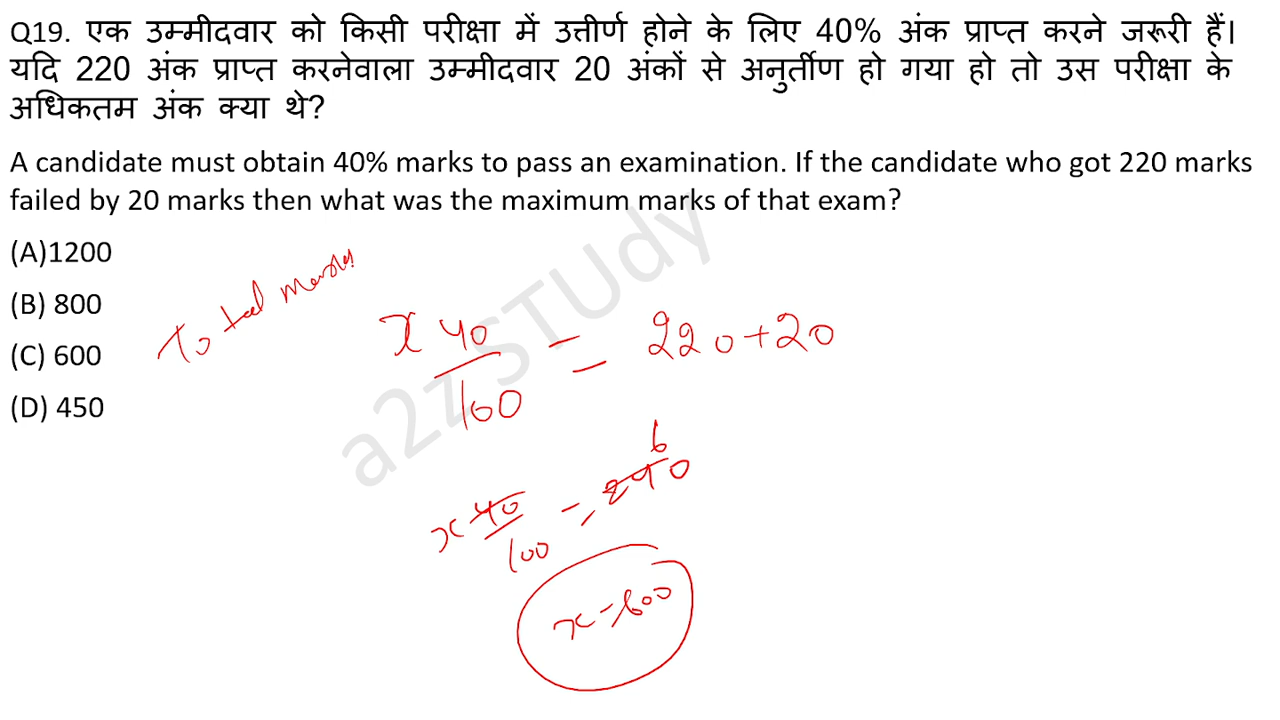 Q19. एक उम्मीदवार को किसी परीक्षा में उत्तीर्ण होने के लिए 40% अंक प्राप्त करने जरूरी हैं।
यदि 220 अंक प्राप्त करनेवाला उम्मीदवार 20 अंकों से अनुर्तीण हो गया हो तो उस परीक्षा के
अधिकतम अंक क्या थे?
A candidate must obtain 40% marks to pass an examination. If the candidate who got 220 marks
failed by 20 marks then what was the maximum marks of that exam?
(A)1200
(B) 800
(C) 600
(D) 450
Total marks
x 40/100 = 220+20
6
x 40/100 = 240
x=600
a2zSTUdy